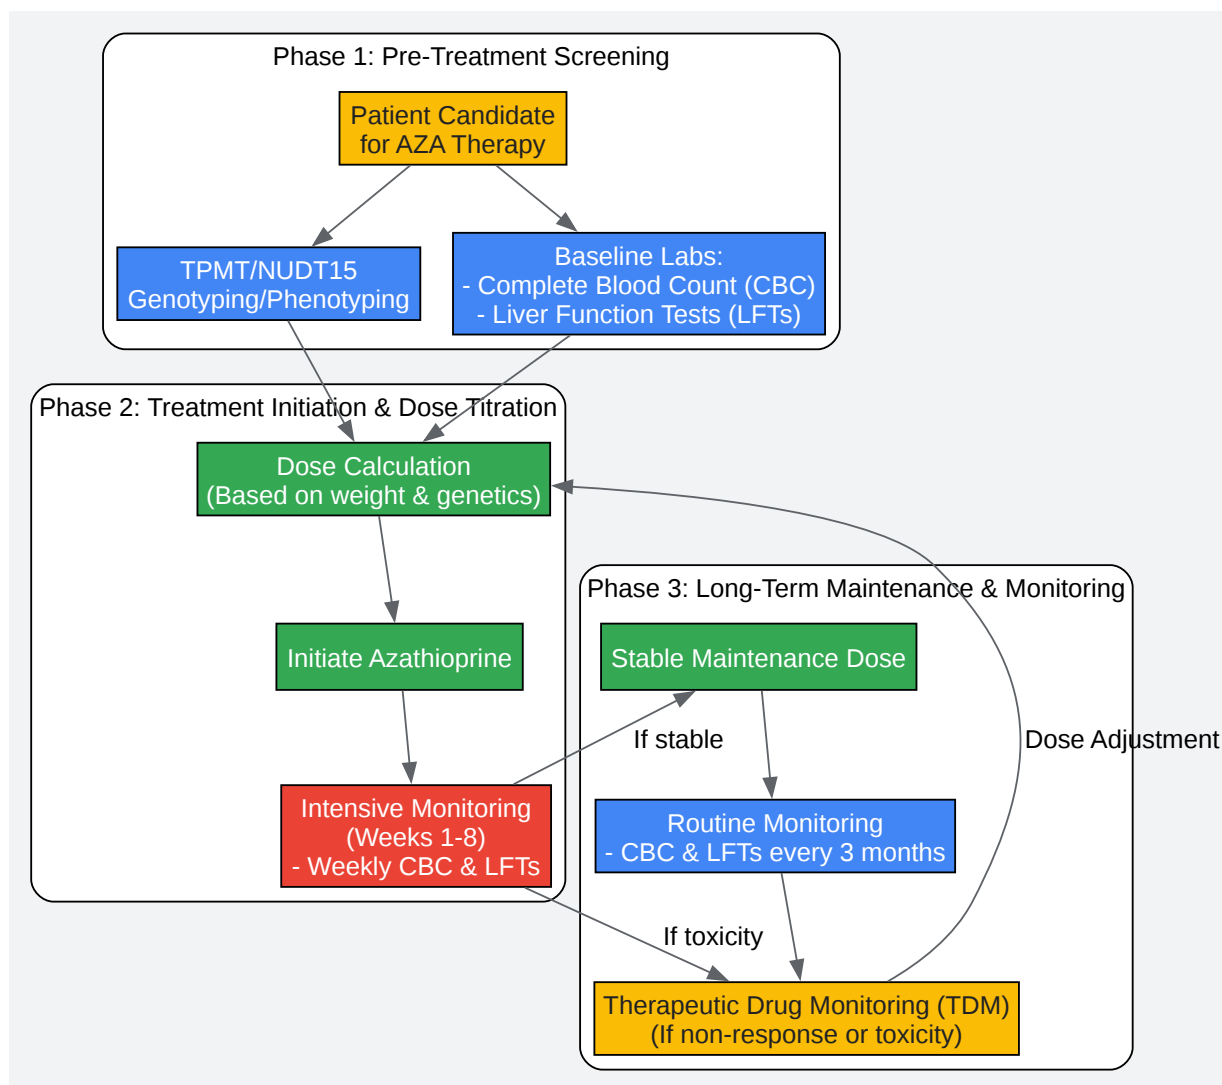 Phase 1: Pre-Treatment Screening
Patient Candidate
for AZA Therapy
TPMT/NUDT15
Genotyping/Phenotyping
Baseline Labs:
- Complete Blood Count (CBC)
- Liver Function Tests (LFTs)
Phase 2: Treatment Initiation & Dose Titration
Dose Calculation
(Based on weight & genetics)
Initiate Azathioprine
Intensive Monitoring
(Weeks 1-8)
- Weekly CBC & LFTs
Phase 3: Long-Term Maintenance & Monitoring
Stable Maintenance Dose
If stable
Dose Adjustment
Routine Monitoring
- CBC & LFTs every 3 months
If toxicity
Therapeutic Drug Monitoring (TDM)
(If non-response or toxicity)